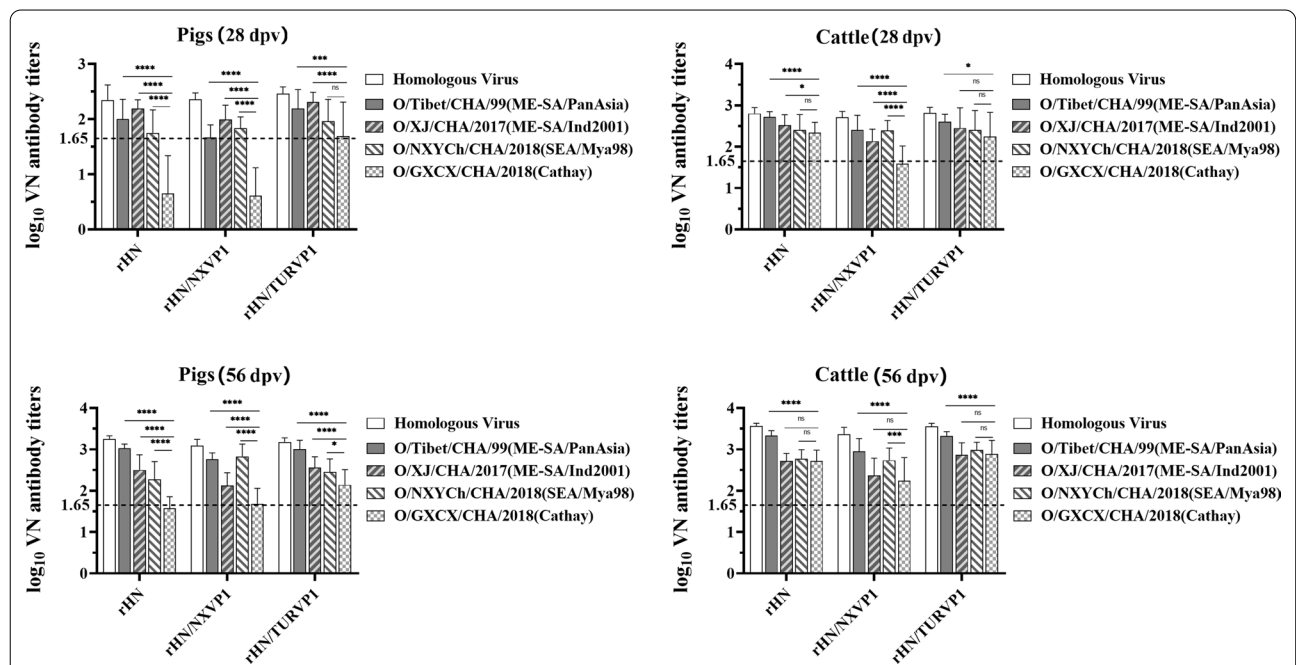 Pigs (28 dpv)
log10 VN antibody titers
3
2
1.65
1
0
****
****
****
****
****
****
***
****
ns
rHN
rHN/NXVP1
rHN/TURVP1
Homologous Virus
O/Tibet/CHA/99(ME-SA/PanAsia)
O/XJ/CHA/2017(ME-SA/Ind2001)
O/NXYCh/CHA/2018(SEA/Mya98)
O/GXCX/CHA/2018(Cathay)
Cattle (28 dpv)
log10 VN antibody titers
4
3
2
1.65
1
0
****
*
ns
****
****
****
*
ns
ns
rHN
rHN/NXVP1
rHN/TURVP1
Homologous Virus
O/Tibet/CHA/99(ME-SA/PanAsia)
O/XJ/CHA/2017(ME-SA/Ind2001)
O/NXYCh/CHA/2018(SEA/Mya98)
O/GXCX/CHA/2018(Cathay)
Pigs (56 dpv)
log10 VN antibody titers
4
3
2
1.65
1
0
****
****
****
****
****
****
****
****
*
rHN
rHN/NXVP1
rHN/TURVP1
Homologous Virus
O/Tibet/CHA/99(ME-SA/PanAsia)
O/XJ/CHA/2017(ME-SA/Ind2001)
O/NXYCh/CHA/2018(SEA/Mya98)
O/GXCX/CHA/2018(Cathay)
Cattle (56 dpv)
log10 VN antibody titers
4
3
2
1.65
1
0
****
ns
ns
****
ns
***
****
ns
ns
rHN
rHN/NXVP1
rHN/TURVP1
Homologous Virus
O/Tibet/CHA/99(ME-SA/PanAsia)
O/XJ/CHA/2017(ME-SA/Ind2001)
O/NXYCh/CHA/2018(SEA/Mya98)
O/GXCX/CHA/2018(Cathay)